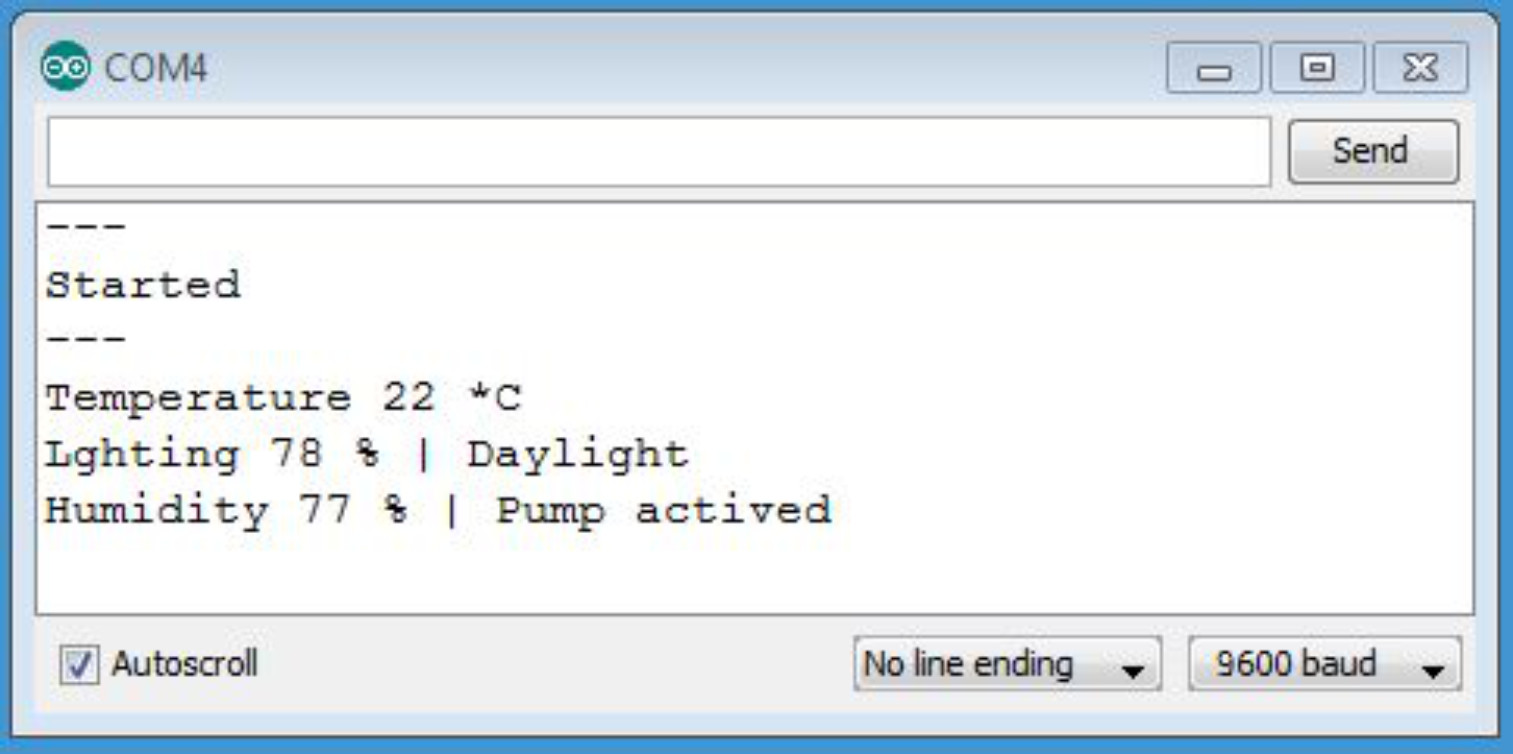 COM4
Send
---
Started
---
Temperature 22 *C
Lghting 78 % | Daylight
Humidity 77 % | Pump actived
Autoscroll
No line ending
9600 baud